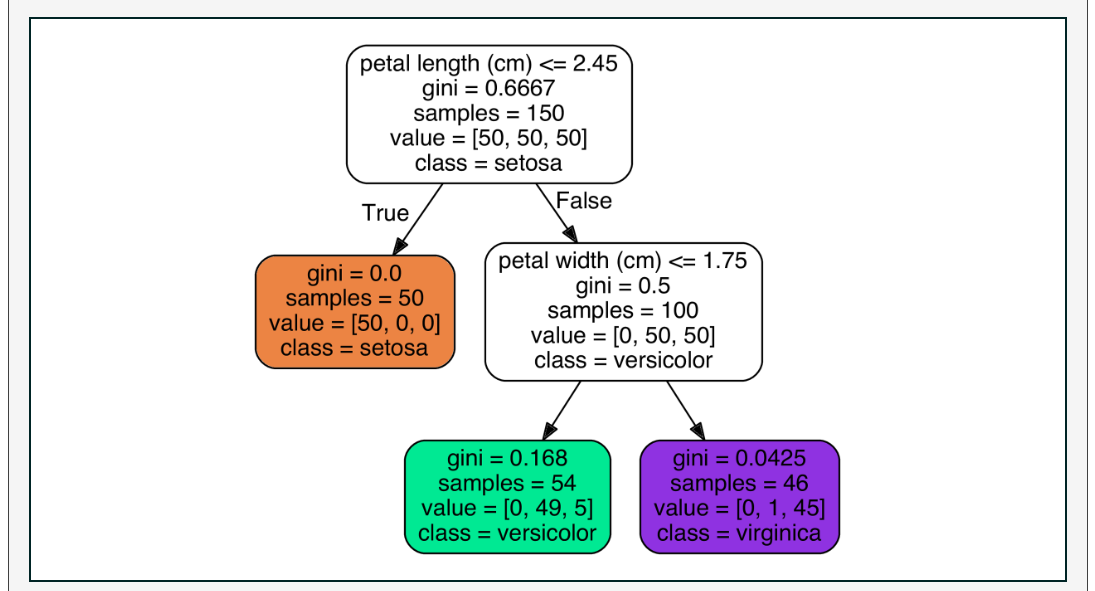 petal length (cm) <= 2.45
gini = 0.6667
samples = 150
value = [50, 50, 50]
class = setosa
True
False
gini = 0.0
samples = 50
value = [50, 0, 0]
class = setosa
petal width (cm) <= 1.75
gini = 0.5
samples = 100
value = [0, 50, 50]
class = versicolor
gini = 0.168
samples = 54
value = [0, 49, 5]
class = versicolor
gini = 0.0425
samples = 46
value = [0, 1, 45]
class = virginica